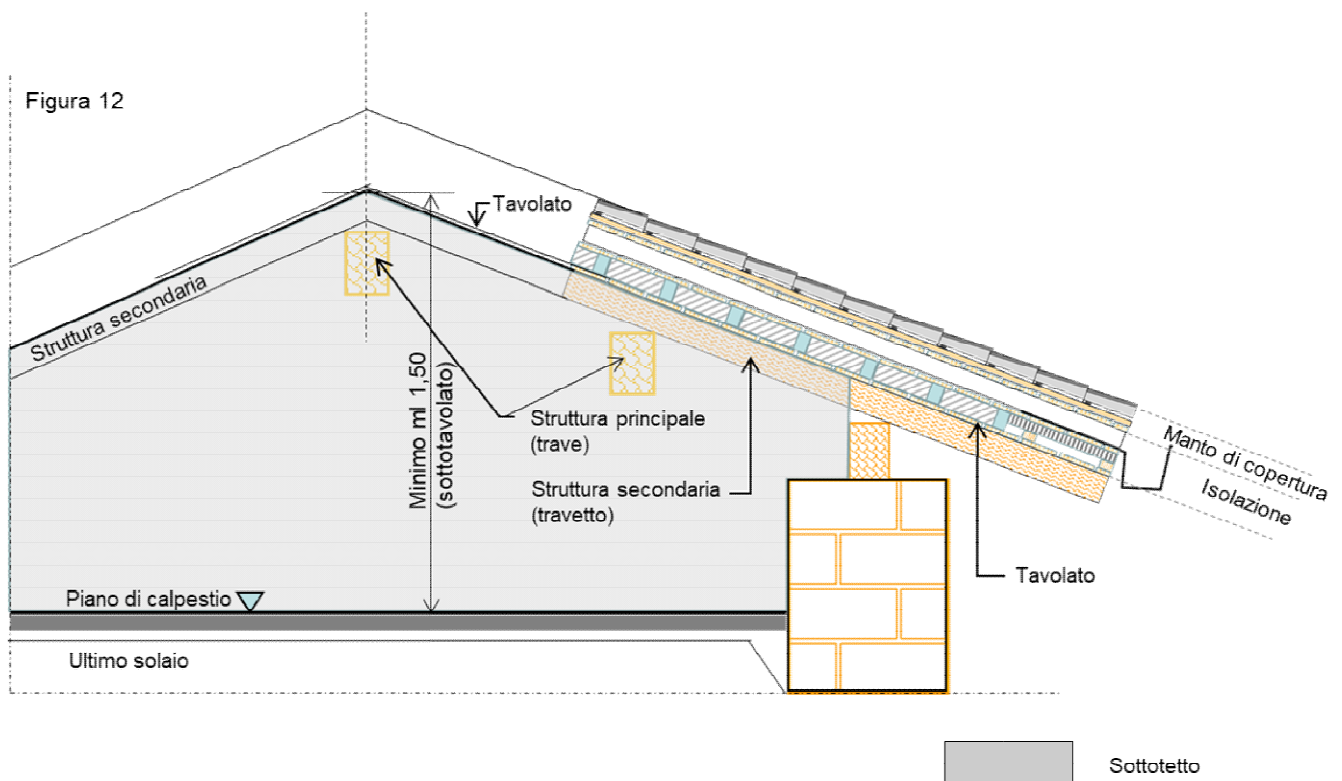 Figura 12
Tavolato
Struttura secondaria
Minimo ml 1,50
(sottotavolato)
Struttura principale
(trave)
Struttura secondaria
(travetto)
Manto di copertura
Isolazione
Tavolato
Piano di calpestio
Ultimo solaio
Sottotetto